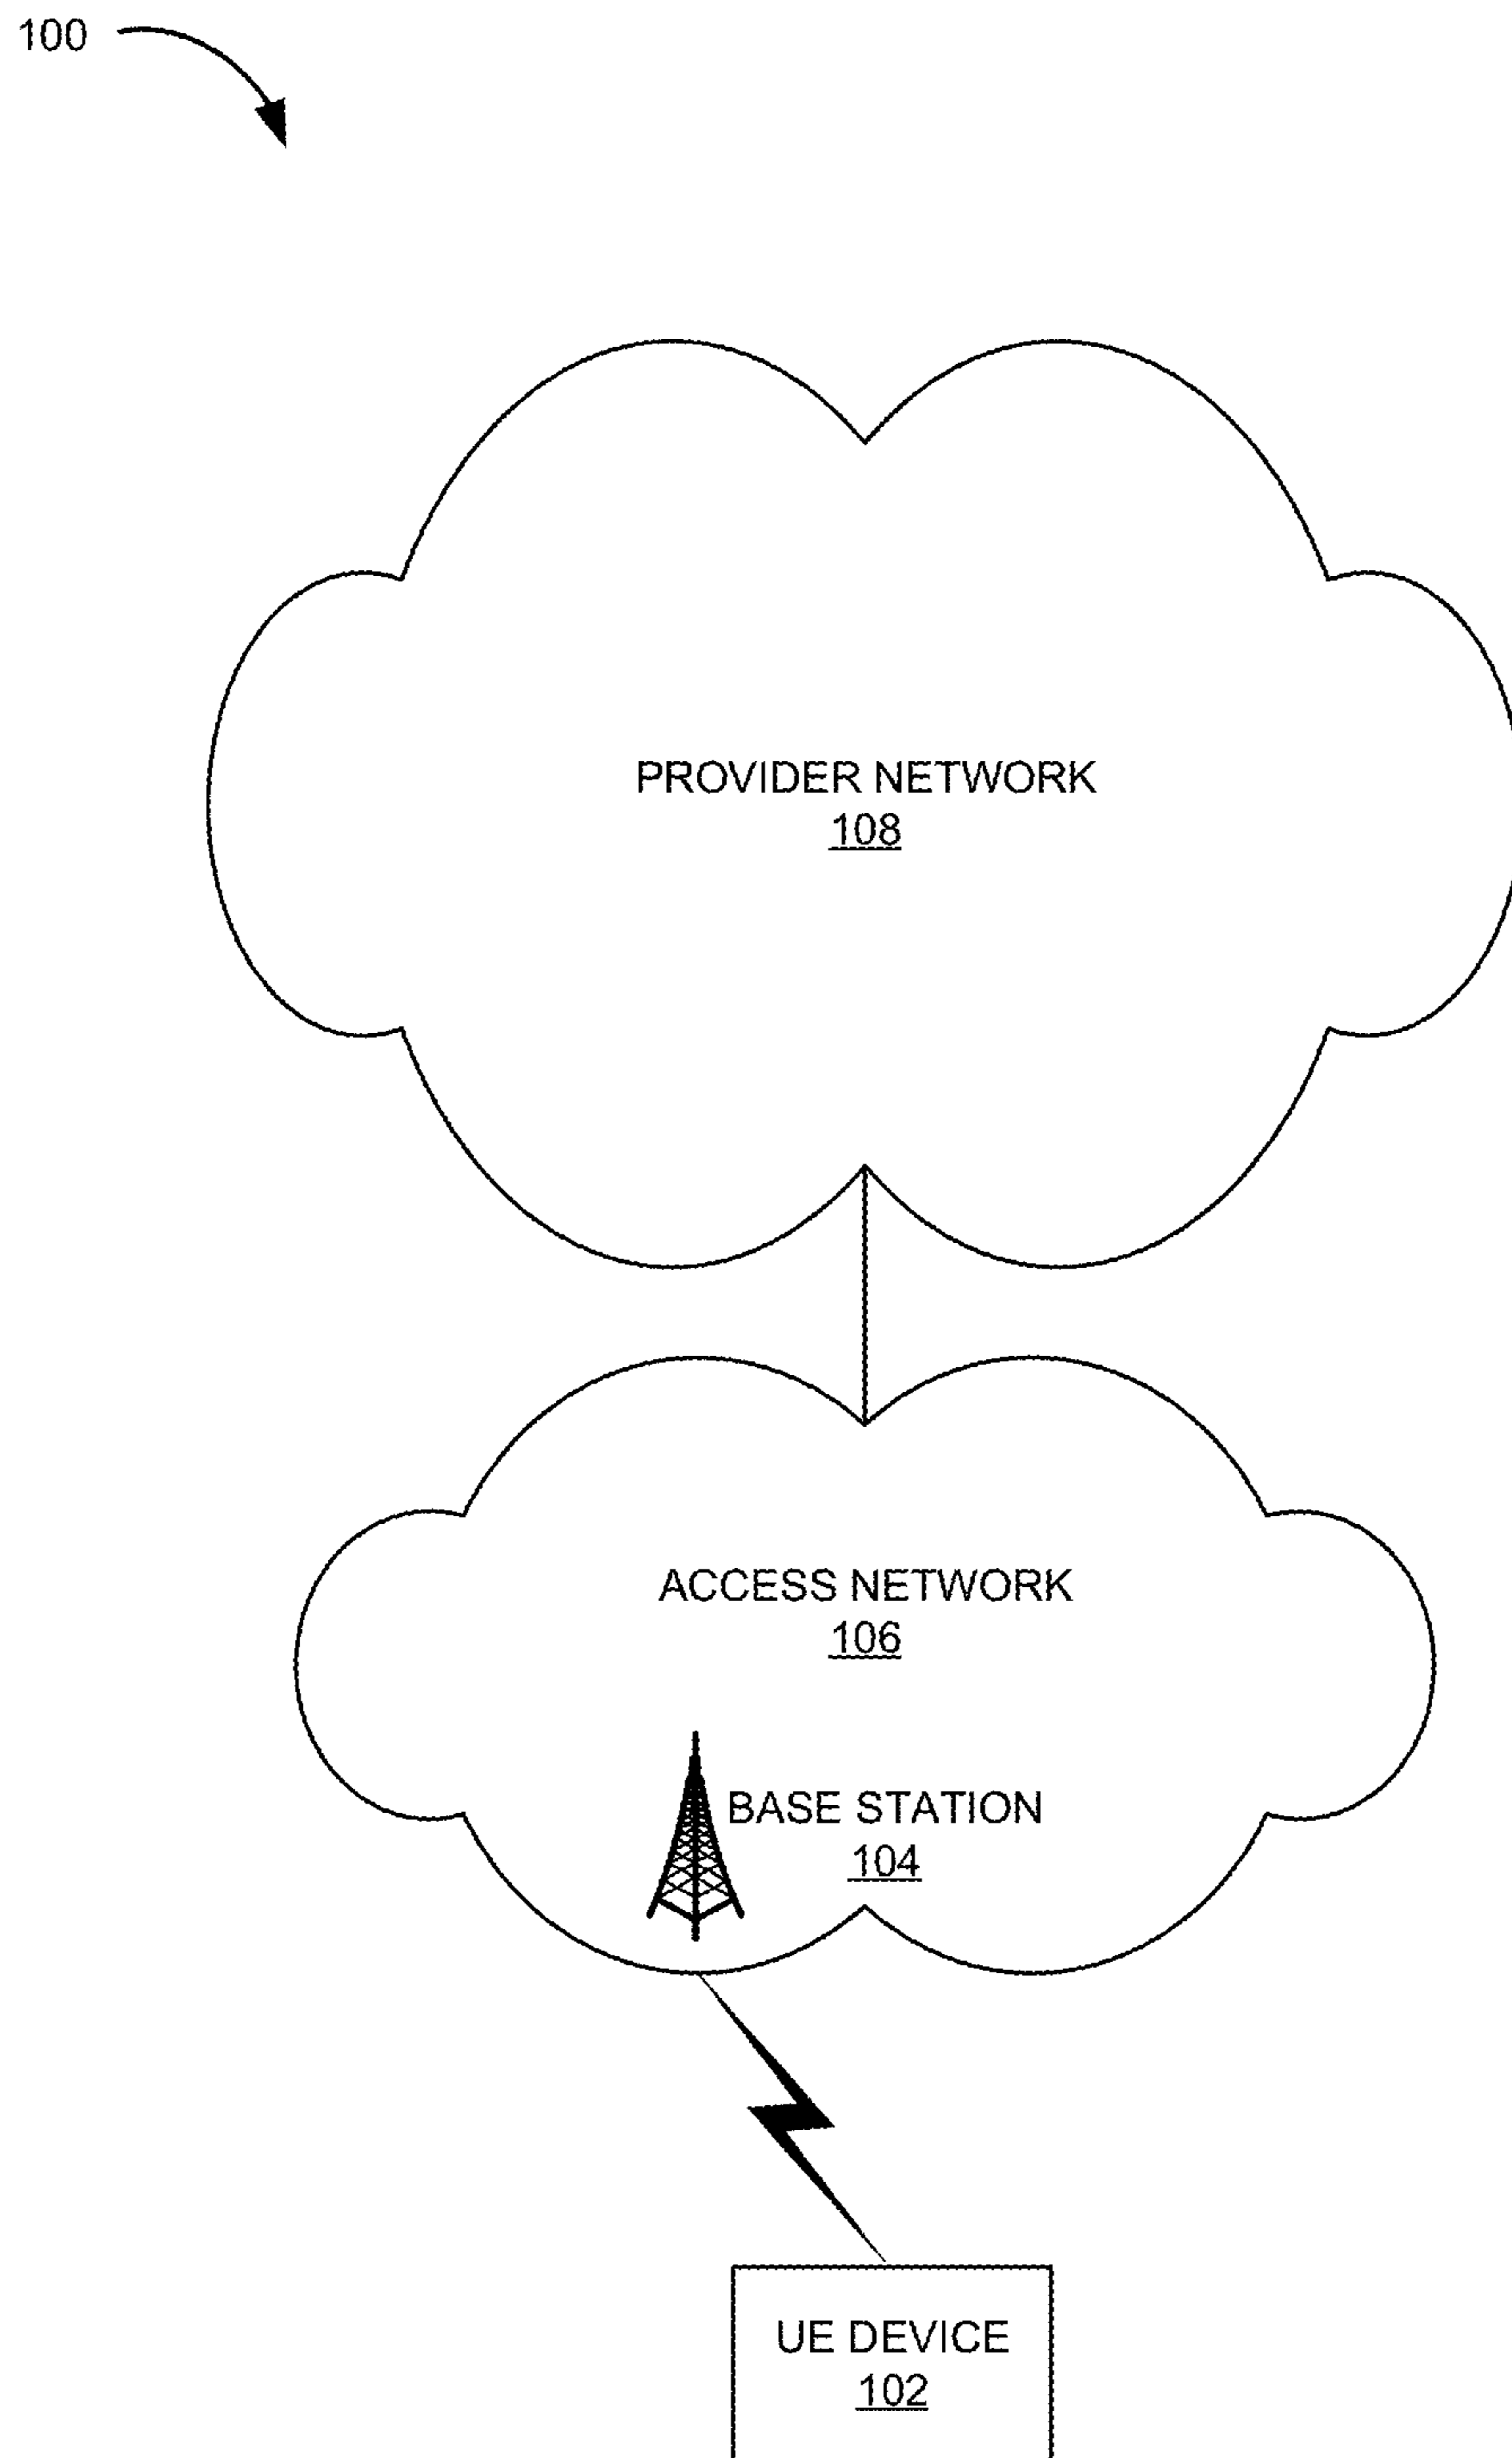 100
PROVIDER NETWORK
108
ACCESS NETWORK
106
BASE STATION
104
UE DEVICE
102